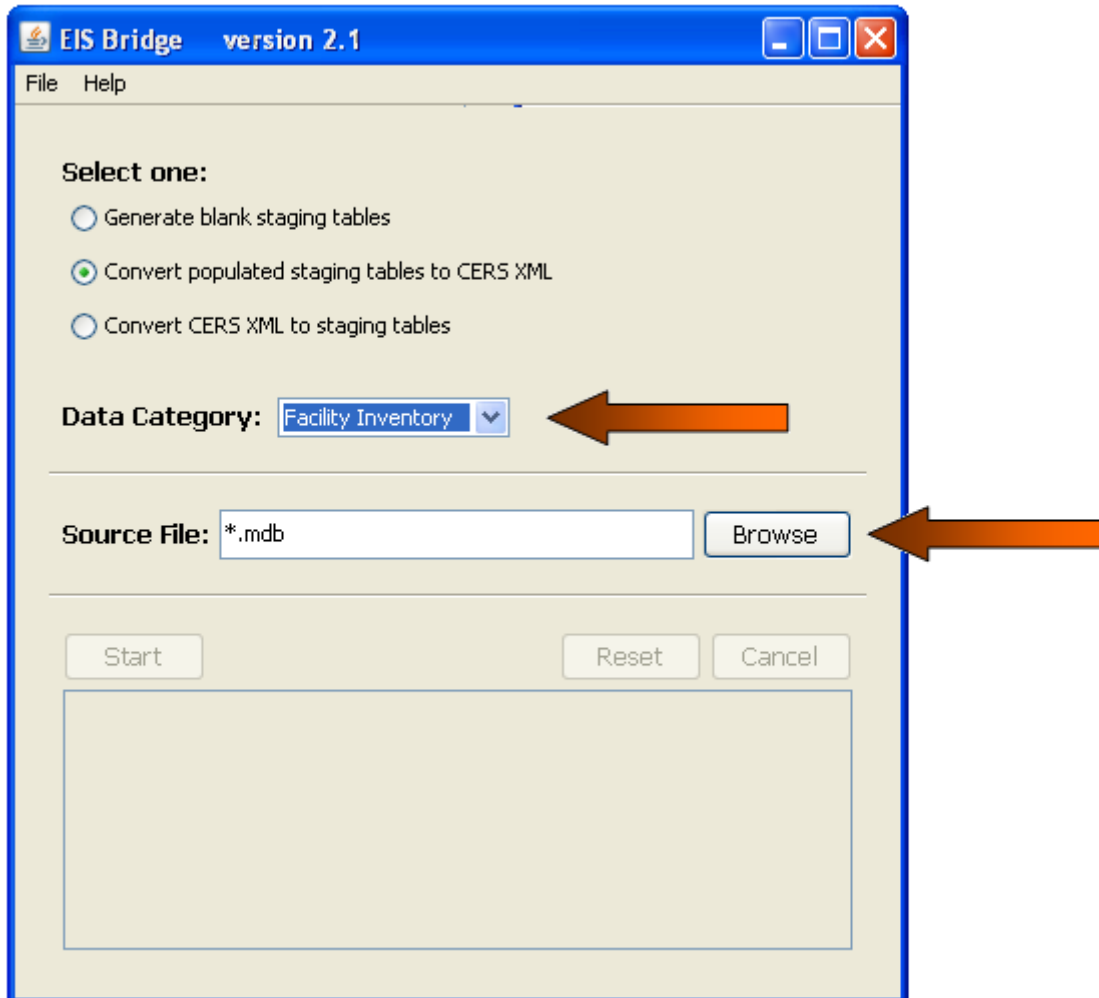 EIS Bridge version 2.1
File Help
Select one:
Generate blank staging tables
Convert populated staging tables to CERS XML
Convert CERS XML to staging tables
Data Category: Facility Inventory
Source File: *.mdb Browse
Start Reset Cancel